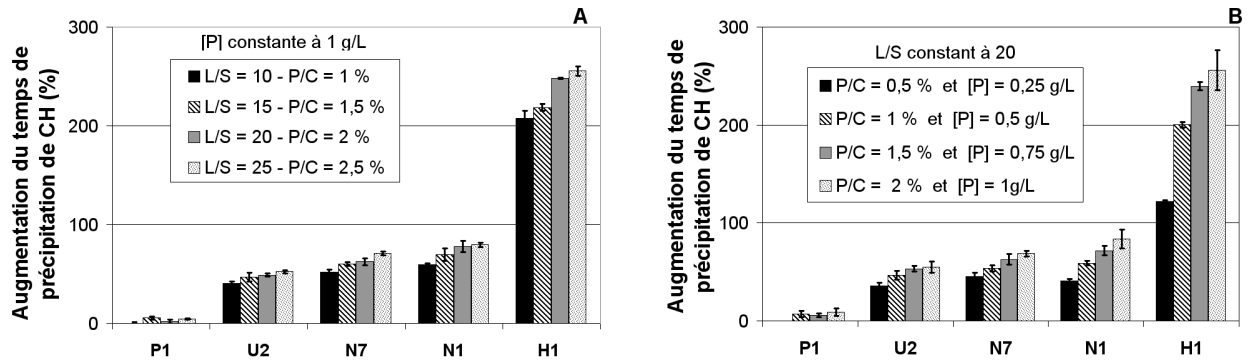 A
Augmentation du temps de
précipitation de CH (%)
300
200
100
0
[P] constante à 1 g/L
L/S = 10 - P/C = 1 %
L/S = 15 - P/C = 1,5 %
L/S = 20 - P/C = 2 %
L/S = 25 - P/C = 2,5 %
P1 U2 N7 N1 H1
B
Augmentation du temps de
précipitation de CH (%)
300
200
100
0
L/S constant à 20
P/C = 0,5 % et [P] = 0,25 g/L
P/C = 1 % et [P] = 0,5 g/L
P/C = 1,5 % et [P] = 0,75 g/L
P/C = 2 % et [P] = 1g/L
P1 U2 N7 N1 H1